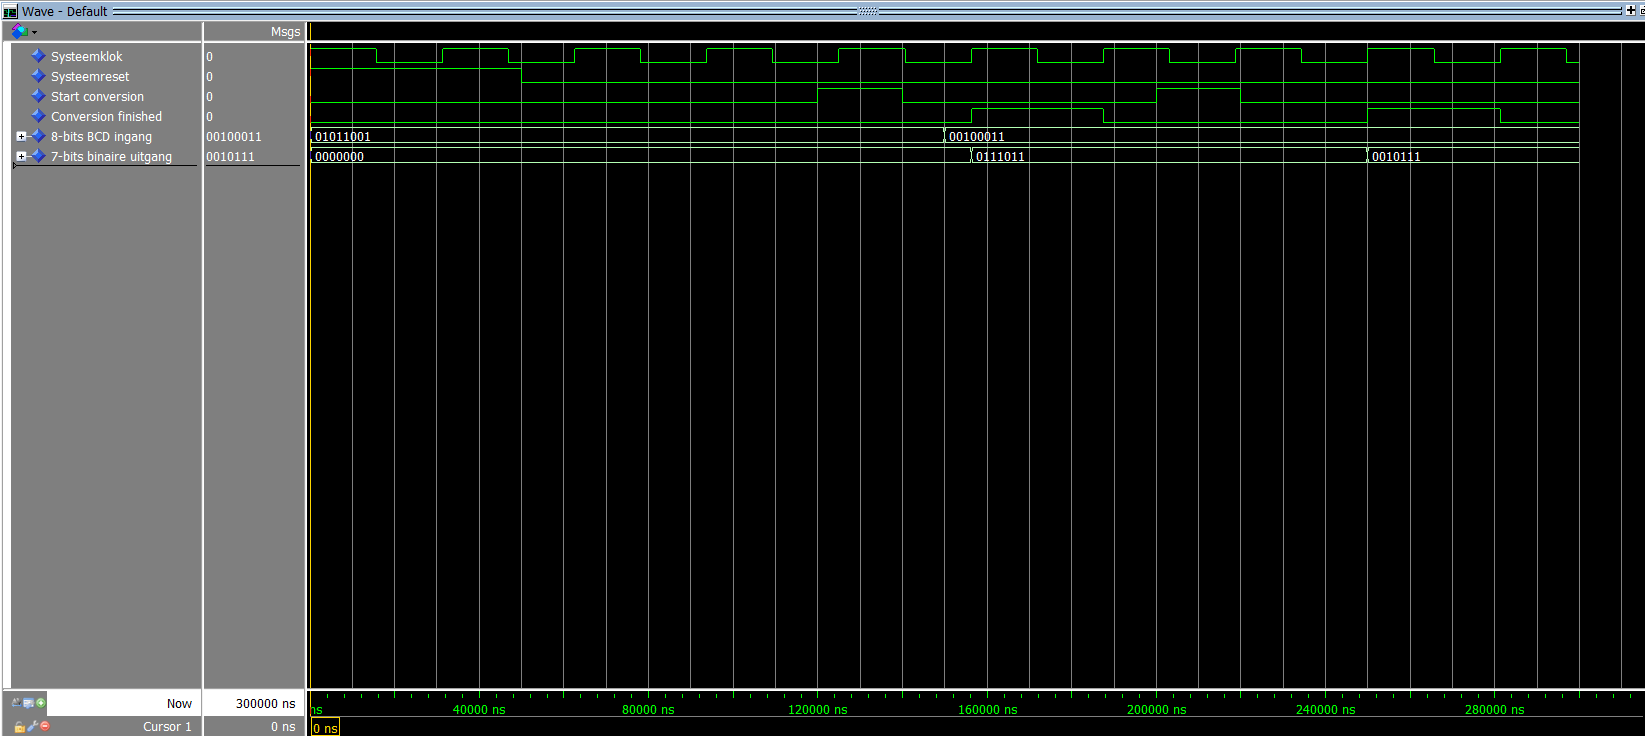 Wave - Default
Msgs
Systeemklok 0
Systeemreset 0
Start conversion 0
Conversion finished 0
8-bits BCD ingang 00100011 01011001 00100011
7-bits binaire uitgang 0010111 0000000 0111011 0010111
Now 300000 ns ns 40000 ns 80000 ns 120000 ns 160000 ns 200000 ns 240000 ns 280000 ns
Cursor 1 0 ns 0 ns